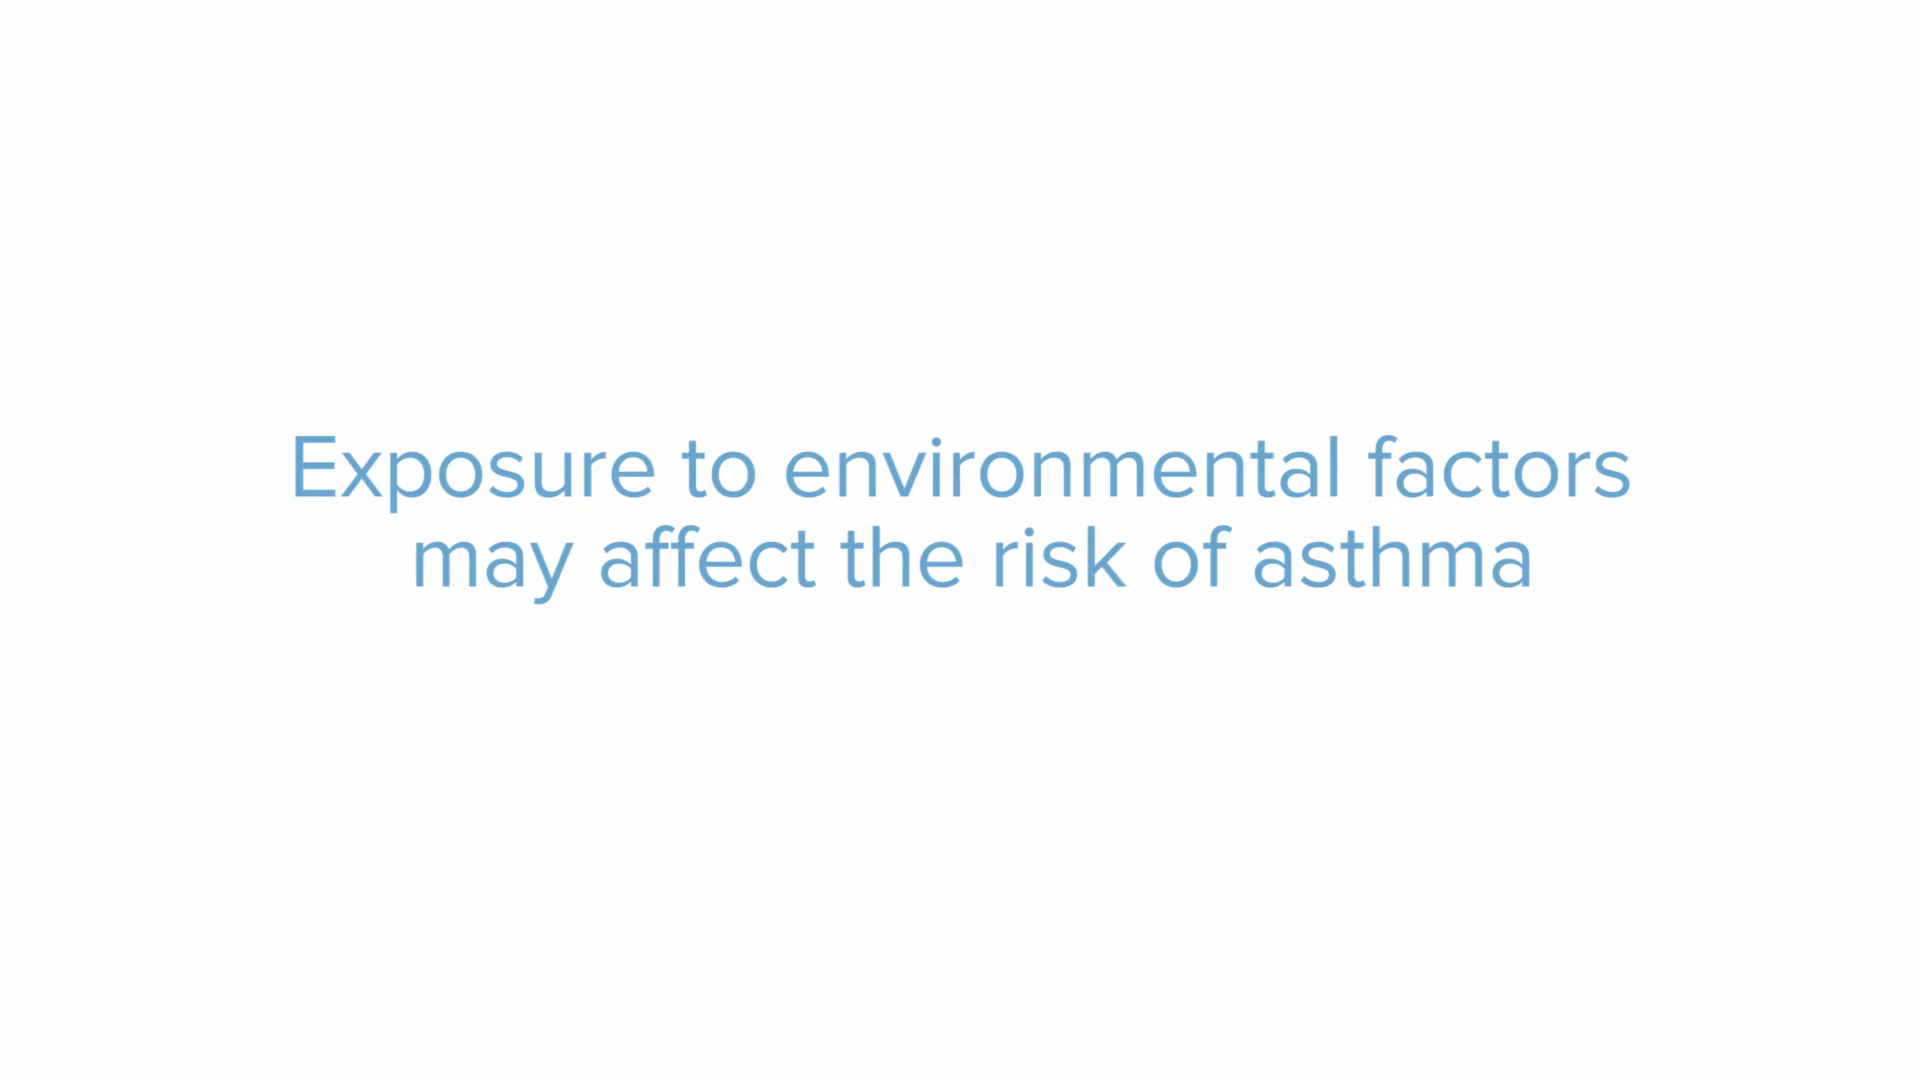 Exposure to environmental factors
may affect the risk of asthma